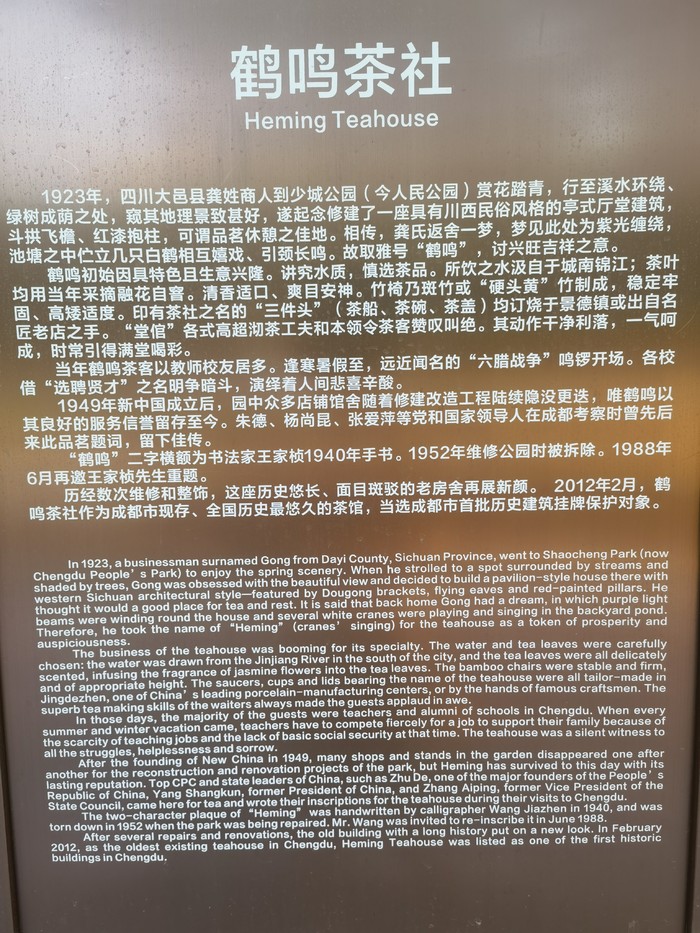 鹤鸣茶社
Heming Teahouse
1923年，四川大邑县龚姓商人到少城公园（今人民公园）赏花踏青，行至溪水环绕、
绿树成荫之处，窥其地理景致甚好，遂起念修建了一座具有川西民俗风格的亭式厅堂建筑，
斗拱飞檐、红漆抱柱，可谓品茗休憩之佳地。相传，龚氏返舍一梦，梦见此处为紫光缠绕，
池塘之中伫立几只白鹤相互嬉戏、引颈长鸣。故取雅号“鹤鸣”，讨兴旺吉祥之意。
鹤鸣初始因具特色且生意兴隆。讲究水质，慎选茶品。所饮之水汲自于城南锦江；茶叶
均用当年采摘融花自窨。清香适口、爽目安神。竹椅乃斑竹或“硬头黄”竹制成，稳定牢
固、高矮适度。印有茶社之名的“三件头”（茶船、茶碗、茶盖）均订烧于景德镇或出自名
匠老店之手。“堂倌”各式高超沏茶工夫和本领令茶客赞叹叫绝。其动作干净利落，一气呵
成，时常引得满堂喝彩。
当年鹤鸣茶客以教师校友居多。逢寒暑假至，远近闻名的“六腊战争”鸣锣开场。各校
借“选聘贤才”之名明争暗斗，演绎着人间悲喜辛酸。
1949年新中国成立后，园中众多店铺馆舍随着修建改造工程陆续隐没更迭，唯鹤鸣以
其良好的服务信誉留存至今。朱德、杨尚昆、张爱萍等党和国家领导人在成都考察时曾先后
来此品茗题词，留下佳传。
“鹤鸣”二字横额为书法家王家桢1940年手书。1952年维修公园时被拆除。1988年
6月再邀王家桢先生重题。
历经数次维修和整饰，这座历史悠长、面目斑驳的老房舍再展新颜。 2012年2月，鹤
鸣茶社作为成都市现存、全国历史最悠久的茶馆，当选成都市首批历史建筑挂牌保护对象。
In 1923, a businessman surnamed Gong from Dayi County, Sichuan Province, went to Shaocheng Park (now
Chengdu People's Park) to enjoy the spring scenery. When he strolled to a spot surrounded by streams and
shaded by trees, Gong was obsessed with the beautiful view and decided to build a pavilion-style house there with
western Sichuan architectural style—featured by Dougong brackets, flying eaves and red-painted pillars. He
thought it would a good place for tea and rest. It is said that back home Gong had a dream, in which purple light
beams were winding round the house and several white cranes were playing and singing in the backyard pond.
Therefore, he took the name of “Heming” (cranes' singing) for the teahouse as a token of prosperity and
auspiciousness.
The business of the teahouse was booming for its specialty. The water and tea leaves were carefully
chosen: the water was drawn from the Jinjiang River in the south of the city, and the tea leaves were all delicately
scented, infusing the fragrance of jasmine flowers into the tea leaves. The bamboo chairs were stable and firm,
and of appropriate height. The saucers, cups and lids bearing the name of the teahouse were all tailor-made in
Jingdezhen, one of China's leading porcelain-manufacturing centers, or by the hands of famous craftsmen. The
superb tea making skills of the waiters always made the guests applaud in awe.
In those days, the majority of the guests were teachers and alumni of schools in Chengdu. When every
summer and winter vacation came, teachers have to compete fiercely for a job to support their family because of
the scarcity of teaching jobs and the lack of basic social security at that time. The teahouse was a silent witness to
all the struggles, helplessness and sorrow.
After the founding of New China in 1949, many shops and stands in the garden disappeared one after
another for the reconstruction and renovation projects of the park, but Heming has survived to this day with its
lasting reputation. Top CPC and state leaders of China, such as Zhu De, one of the major founders of the People's
Republic of China, Yang Shangkun, former President of China, and Zhang Aiping, former Vice President of the
State Council, came here for tea and wrote their inscriptions for the teahouse during their visits to Chengdu.
The two-character plaque of “Heming” was handwritten by calligrapher Wang Jiazhen in 1940, and was
torn down in 1952 when the park was being repaired. Mr. Wang was invited to re-inscribe it in June 1988.
After several repairs and renovations, the old building with a long history put on a new look. In February
2012, as the oldest existing teahouse in Chengdu, Heming Teahouse was listed as one of the first historic
buildings in Chengdu.